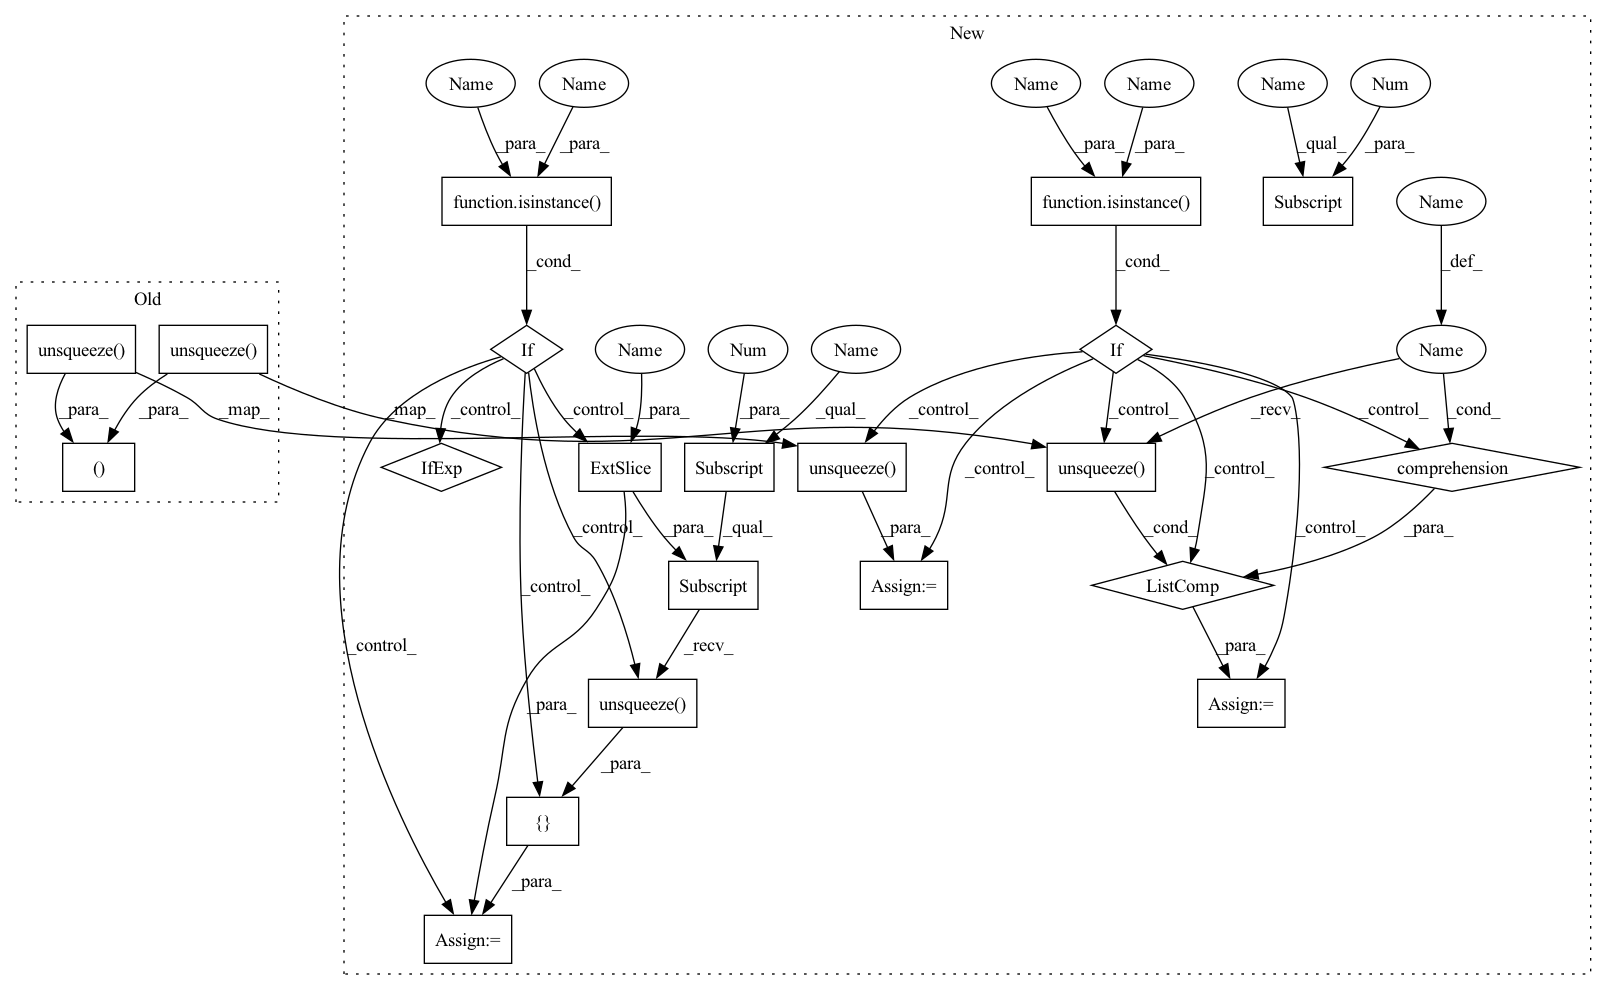 New
Name Name Name Name Name Num
_para_ _para_ _para_ _para_ _qual_ _para_
function.isinstance() function.isinstance() Subscript Name
_cond_ _cond_ _def_
Old
unsqueeze() unsqueeze() If Name Num Name If Name
_para_ _para_ _map_ _map_ _control_ _control_ _para_ _para_ _qual_ _control_ _control_ _recv_ _control_ _cond_
() IfExp ExtSlice Subscript unsqueeze() unsqueeze() comprehension
_control_ _para_ _qual_ _para_ _control_ _cond_ _control_ _control_ _para_
_control_ Subscript Assign:= ListComp
_control_ _recv_ _para_
_para_ unsqueeze() Assign:=
_para_
{}
_para_
Assign:=